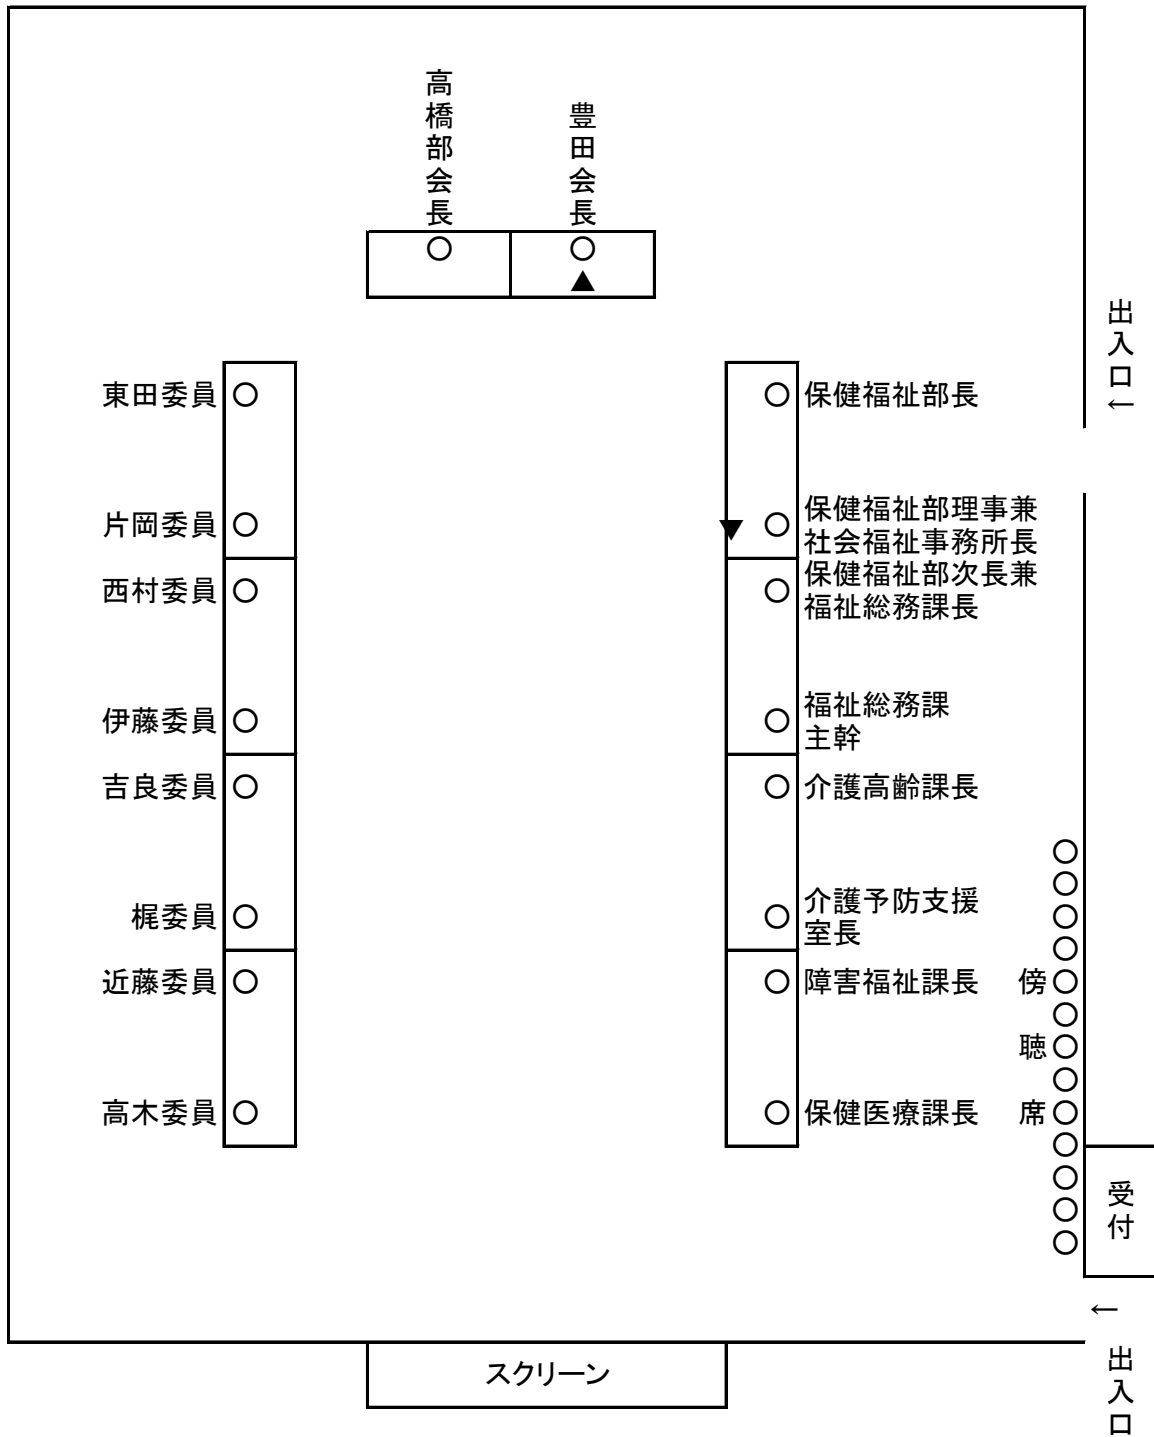 高橋部会長
豊田会長
出入口←
東田委員
保健福祉部長
片岡委員
保健福祉部理事兼
社会福祉事務所長
西村委員
保健福祉部次長兼
福祉総務課長
伊藤委員
福祉総務課
主幹
吉良委員
介護高齢課長
梶委員
介護予防支援
室長
近藤委員
障害福祉課長
高木委員
保健医療課長
傍聴席
受付
←
出入口
スクリーン